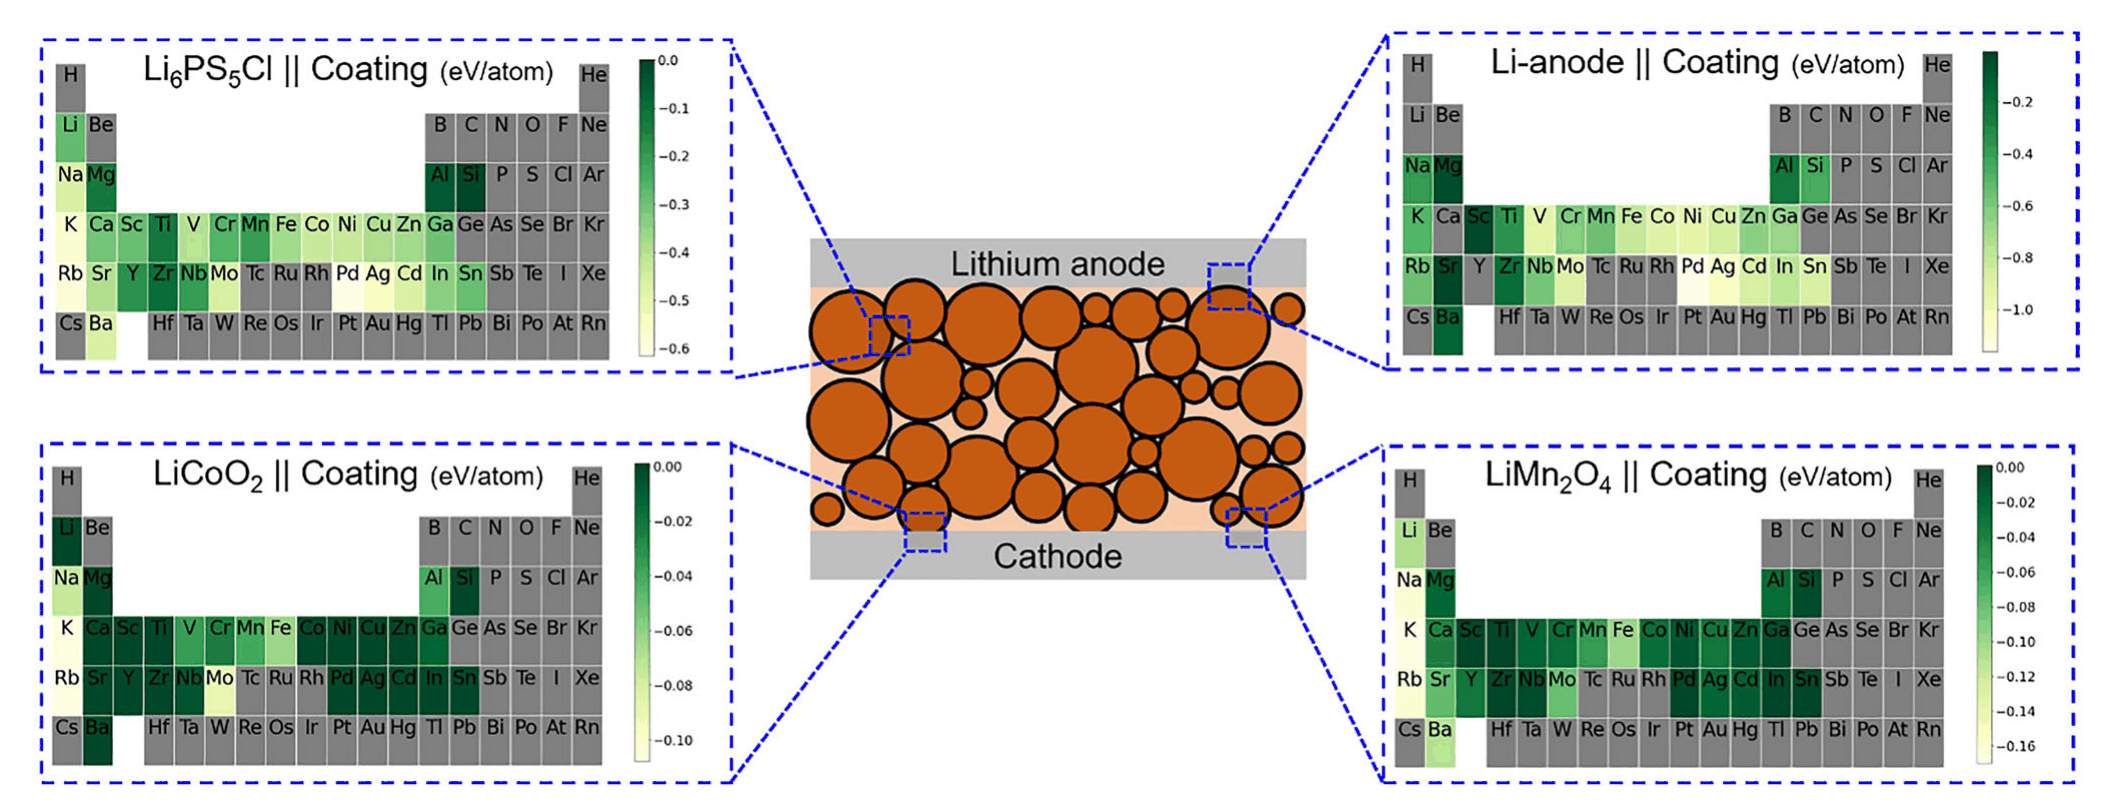 Li6PS5Cl || Coating (eV/atom)
H He
Li Be B C N O F Ne
Na Mg Al Si P S Cl Ar
K Ca Sc Ti V Cr Mn Fe Co Ni Cu Zn Ga Ge As Se Br Kr
Rb Sr Y Zr Nb Mo Tc Ru Rh Pd Ag Cd In Sn Sb Te I Xe
Cs Ba Hf Ta W Re Os Ir Pt Au Hg Tl Pb Bi Po At Rn
0.0
−0.1
−0.2
−0.3
−0.4
−0.5
−0.6
Li-anode || Coating (eV/atom)
H He
Li Be B C N O F Ne
Na Mg Al Si P S Cl Ar
K Ca Sc Ti V Cr Mn Fe Co Ni Cu Zn Ga Ge As Se Br Kr
Rb Sr Y Zr Nb Mo Tc Ru Rh Pd Ag Cd In Sn Sb Te I Xe
Cs Ba Hf Ta W Re Os Ir Pt Au Hg Tl Pb Bi Po At Rn
−0.2
−0.4
−0.6
−0.8
−1.0
Lithium anode
Cathode
LiCoO2 || Coating (eV/atom)
H He
Li Be B C N O F Ne
Na Mg Al Si P S Cl Ar
K Ca Sc Ti V Cr Mn Fe Co Ni Cu Zn Ga Ge As Se Br Kr
Rb Sr Y Zr Nb Mo Tc Ru Rh Pd Ag Cd In Sn Sb Te I Xe
Cs Ba Hf Ta W Re Os Ir Pt Au Hg Tl Pb Bi Po At Rn
0.00
−0.02
−0.04
−0.06
−0.08
−0.10
LiMn2O4 || Coating (eV/atom)
H He
Li Be B C N O F Ne
Na Mg Al Si P S Cl Ar
K Ca Sc Ti V Cr Mn Fe Co Ni Cu Zn Ga Ge As Se Br Kr
Rb Sr Y Zr Nb Mo Tc Ru Rh Pd Ag Cd In Sn Sb Te I Xe
Cs Ba Hf Ta W Re Os Ir Pt Au Hg Tl Pb Bi Po At Rn
0.00
−0.02
−0.04
−0.06
−0.08
−0.10
−0.12
−0.14
−0.16